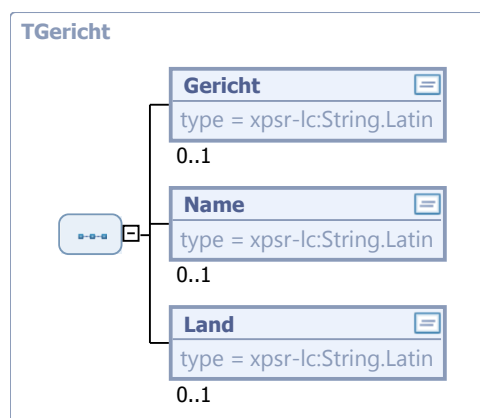 TGericht
Gericht
type = xpsr-lc:String.Latin
0..1
Name
type = xpsr-lc:String.Latin
0..1
Land
type = xpsr-lc:String.Latin
0..1